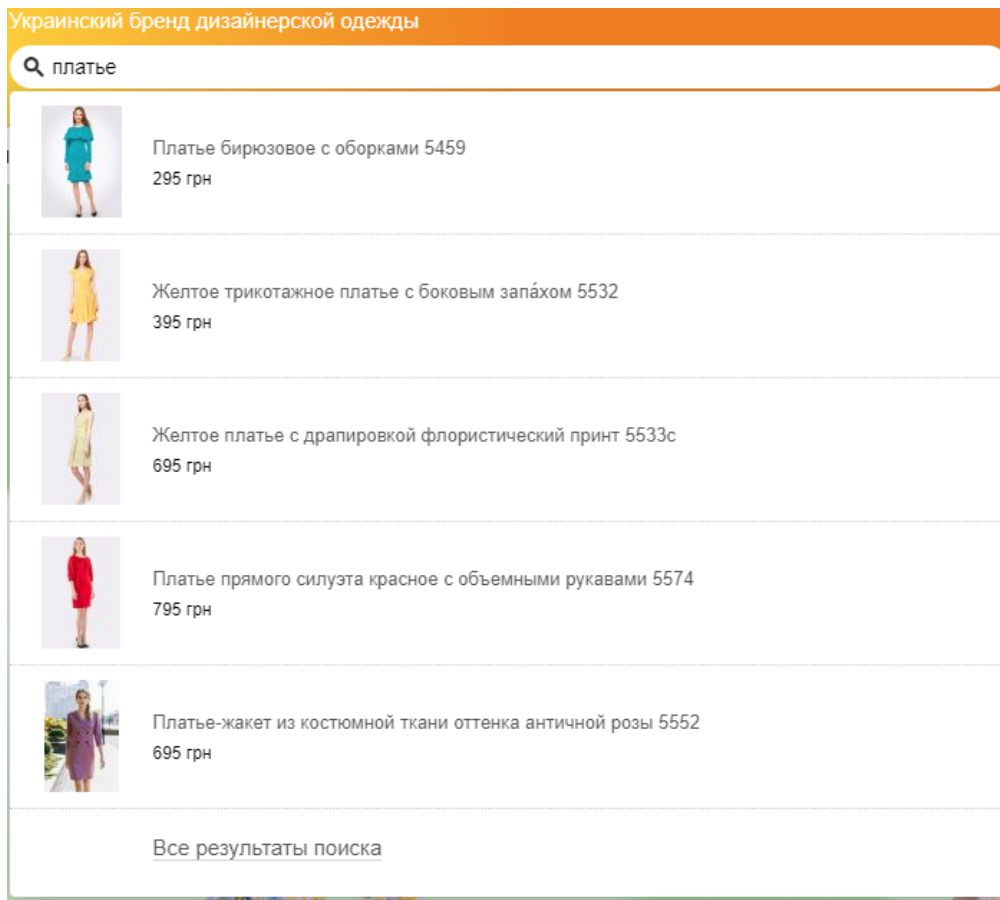 Украинский бренд дизайнерской одежды
платье
Платье бирюзовое с оборками 5459
295 грн
Желтое трикотажное платье с боковым запа́хом 5532
395 грн
Желтое платье с драпировкой флористический принт 5533с
695 грн
Платье прямого силуэта красное с объемными рукавами 5574
795 грн
Платье-жакет из костюмной ткани оттенка античной розы 5552
695 грн
Все результаты поиска